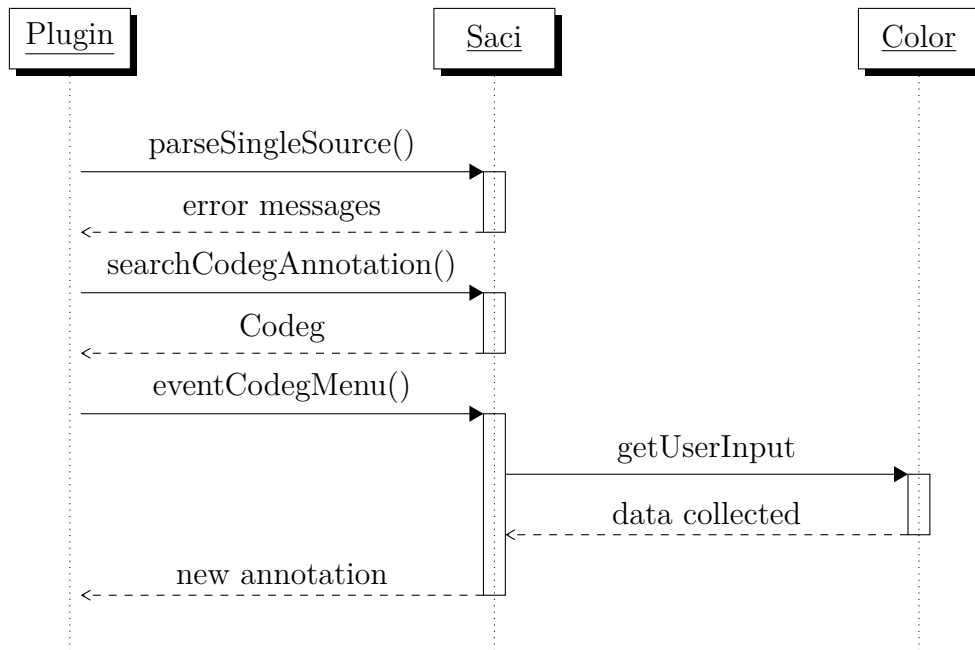 Plugin
Saci
Color
parseSingleSource()
error messages
searchCodegAnnotation()
Codeg
eventCodegMenu()
getUserInput
data collected
new annotation